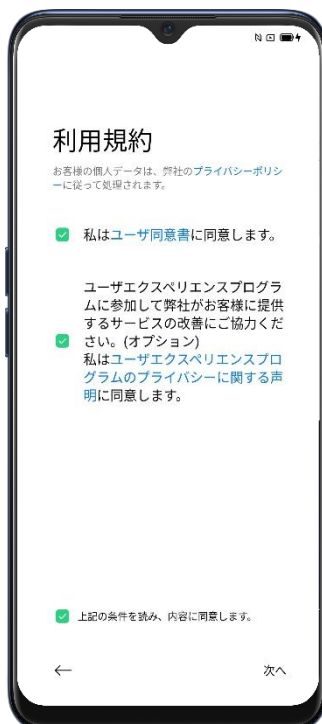 利用規約
お客様の個人データは、弊社のプライバシーポリシ
ーに従って処理されます。
私はユーザ同意書に同意します。
ユーザエクスペリエンスプログラ
ムに参加して弊社がお客様に提供
するサービスの改善にご協力くだ
さい。(オプション)
私はユーザエクスペリエンスプロ
グラムのプライバシーに関する声
明に同意します。
上記の条件を読み、内容に同意します。
次へ